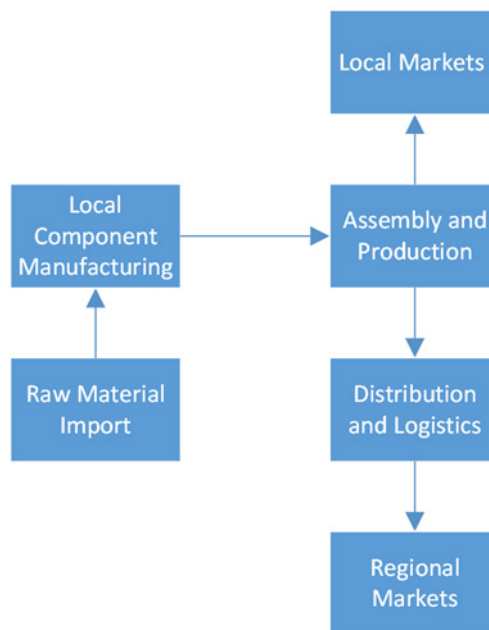 Local Markets
Local
Component
Manufacturing
Assembly and
Production
Raw Material
Import
Distribution
and Logistics
Regional
Markets